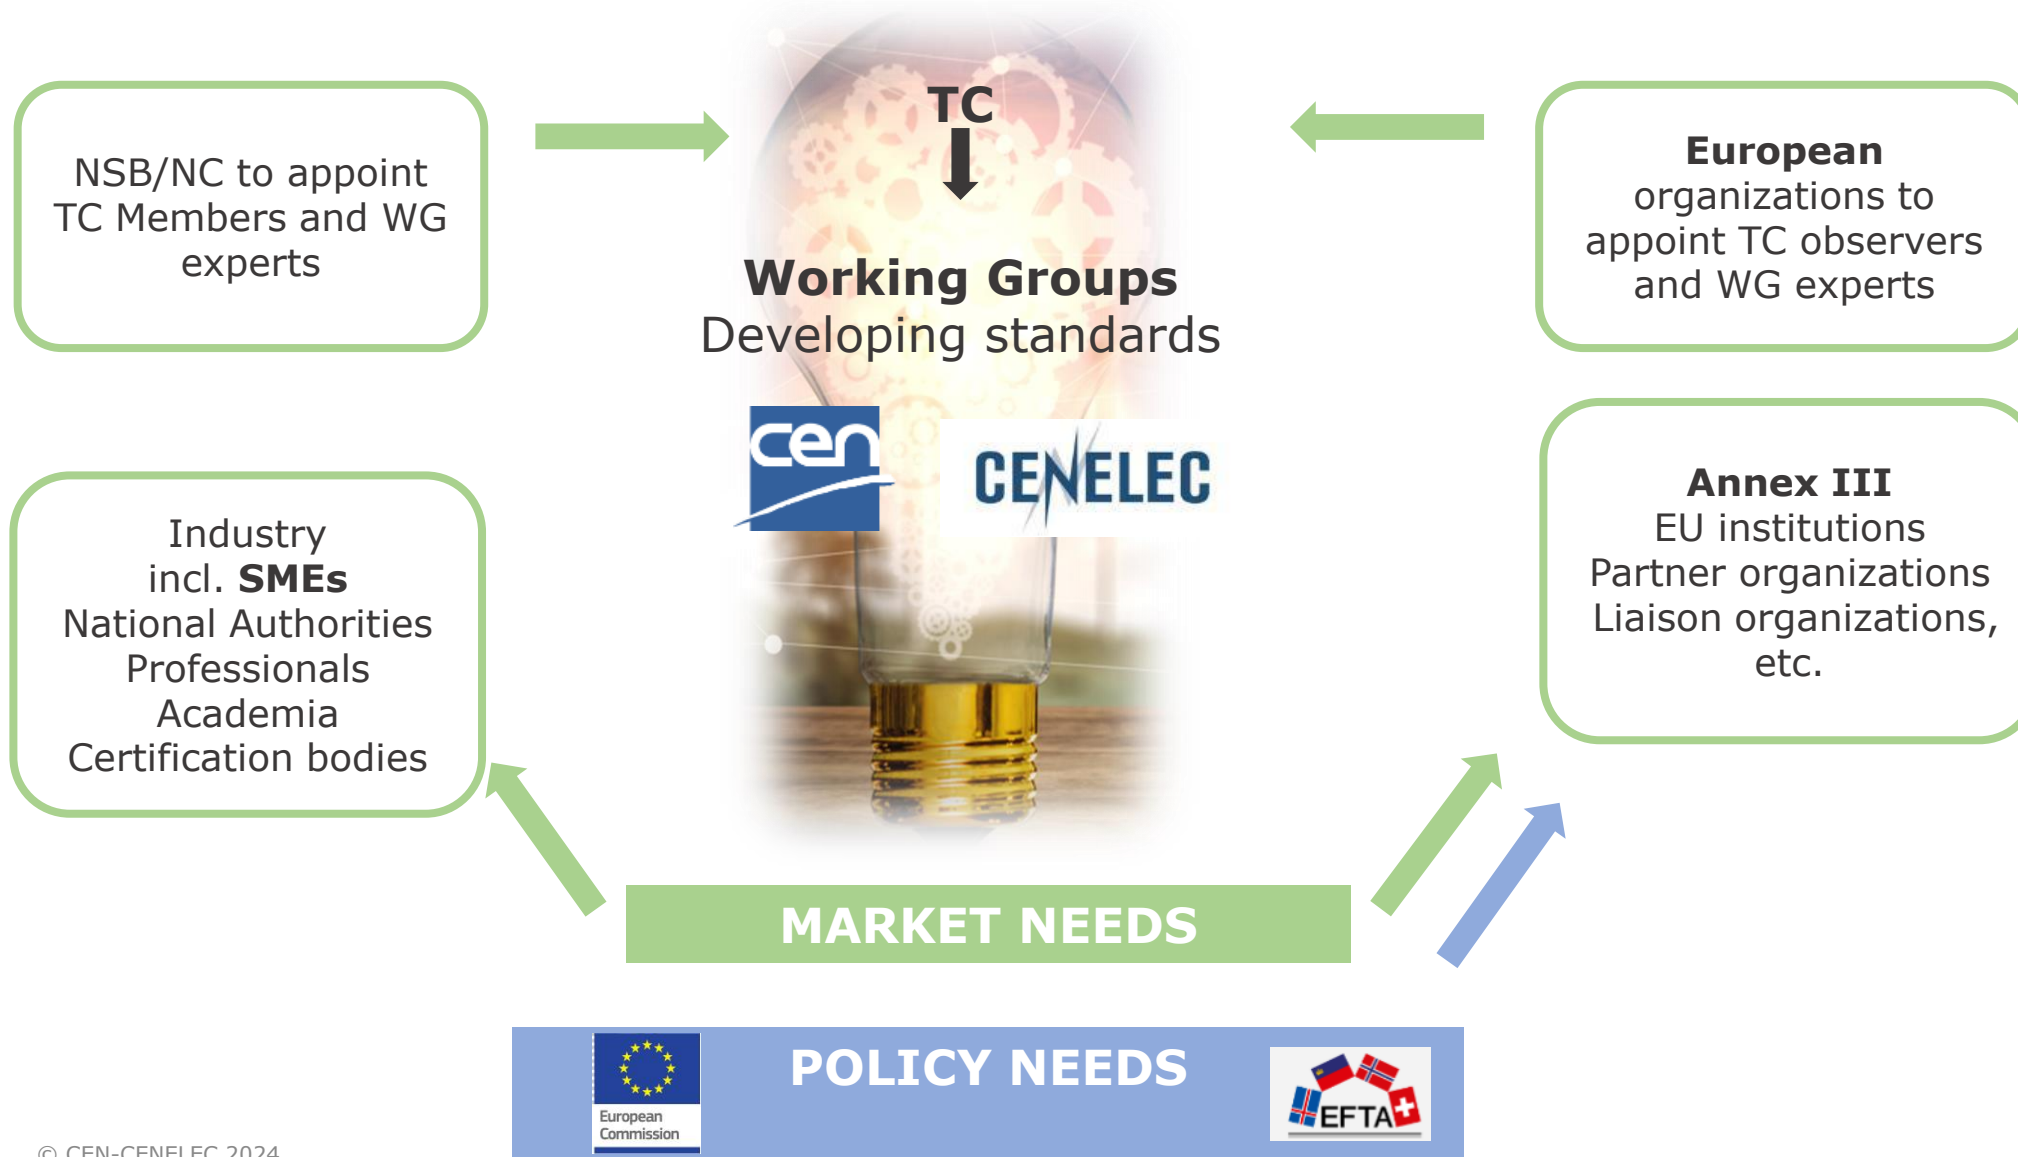 NSB/NC to appoint
TC Members and WG
experts
TC
Working Groups
Developing standards
European
organizations to
appoint TC observers
and WG experts
cen
CENELEC
Industry
incl. SMEs
National Authorities
Professionals
Academia
Certification bodies
Annex III
EU institutions
Partner organizations
Liaison organizations,
etc.
MARKET NEEDS
POLICY NEEDS
European
Commission
EFTA
© CEN-CENELEC 2024